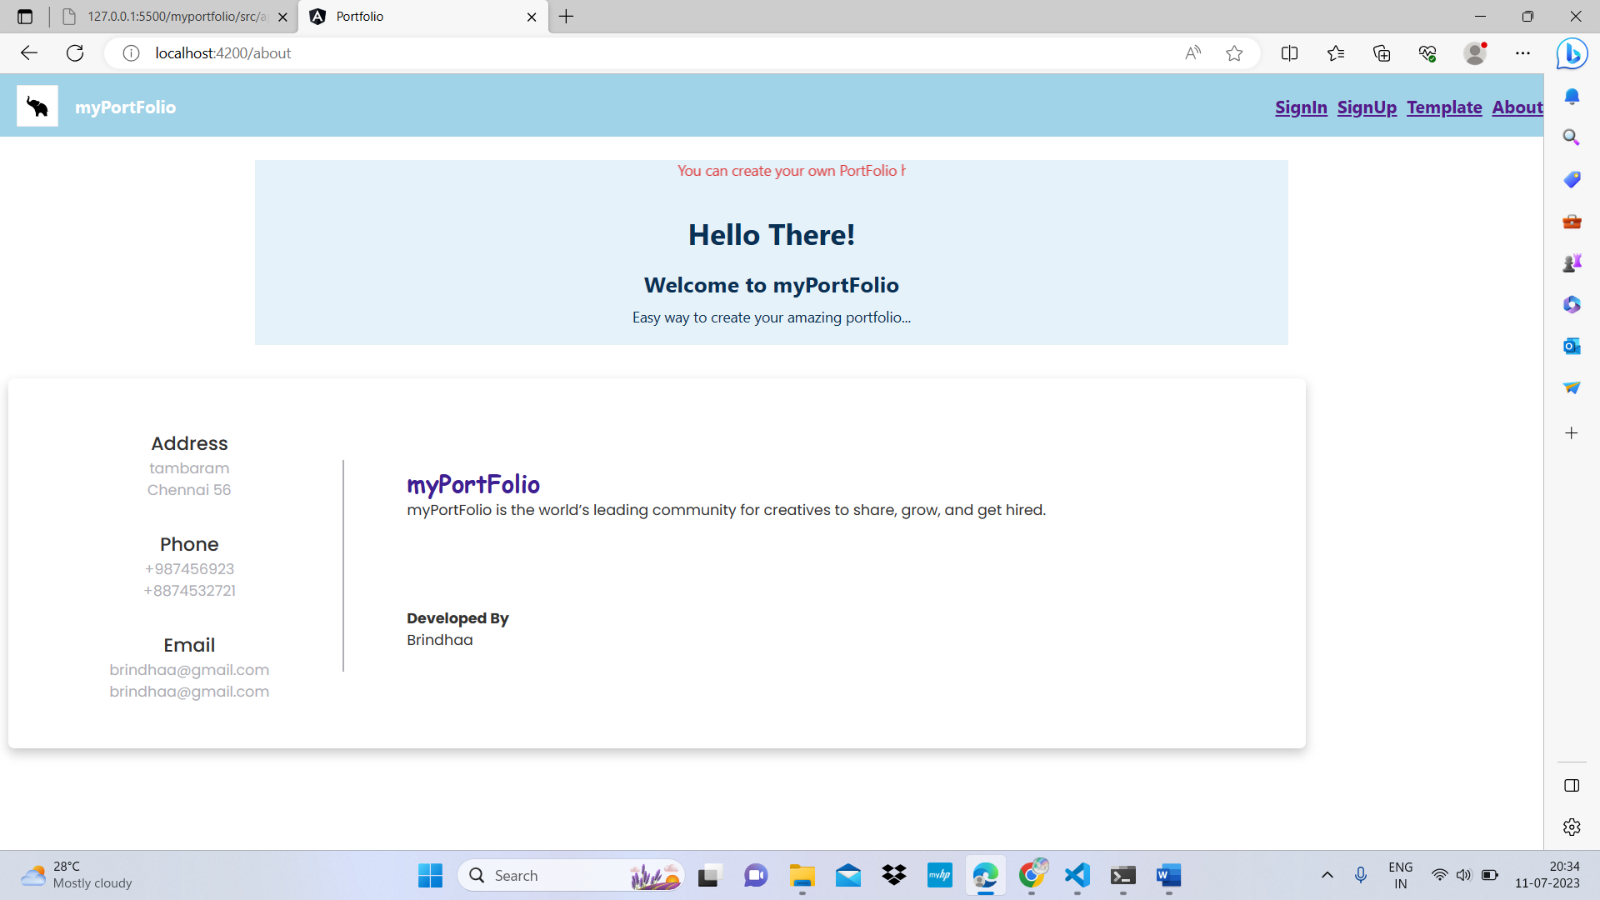 127.0.0.1:5500/myportfolio/src/a
Portfolio
localhost:4200/about
myPortFolio
SignIn SignUp Template About
You can create your own PortFolio h
Hello There!
Welcome to myPortFolio
Easy way to create your amazing portfolio...
Address
tambaram
Chennai 56
Phone
+987456923
+8874532721
Email
brindhaa@gmail.com
brindhaa@gmail.com
myPortFolio
myPortFolio is the world’s leading community for creatives to share, grow, and get hired.
Developed By
Brindhaa
28°C
Mostly cloudy
Search
myhp
ENG
IN
20:34
11-07-2023